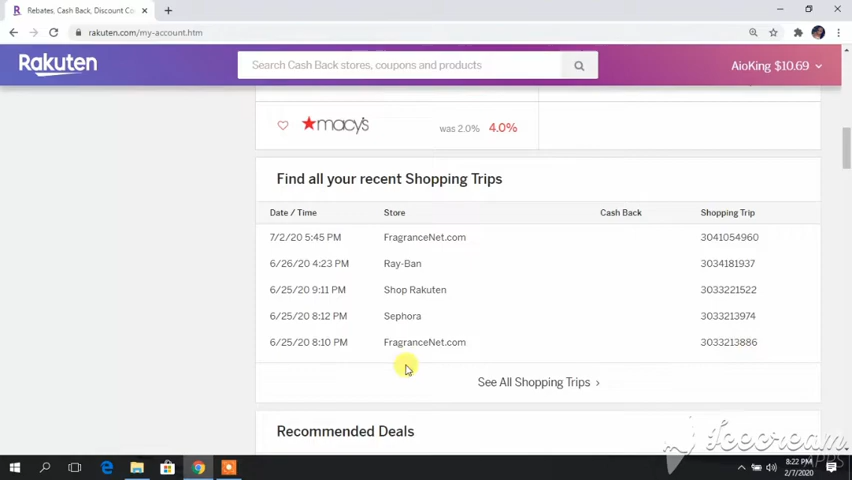 Rebates, Cash Back, Discount Co
rakuten.com/my-account.htm
Rakuten
Search Cash Back stores, coupons and products
AioKing $10.69
macy's
was 2.0% 4.0%
Find all your recent Shopping Trips
Date / Time Store Cash Back Shopping Trip
7/2/20 5:45 PM FragranceNet.com 3041054960
6/26/20 4:23 PM Ray-Ban 3034181937
6/25/20 9:11 PM Shop Rakuten 3033221522
6/25/20 8:12 PM Sephora 3033213974
6/25/20 8:10 PM FragranceNet.com 3033213886
See All Shopping Trips
Recommended Deals
Icecream
APPS
8:22 PM
2/7/2020